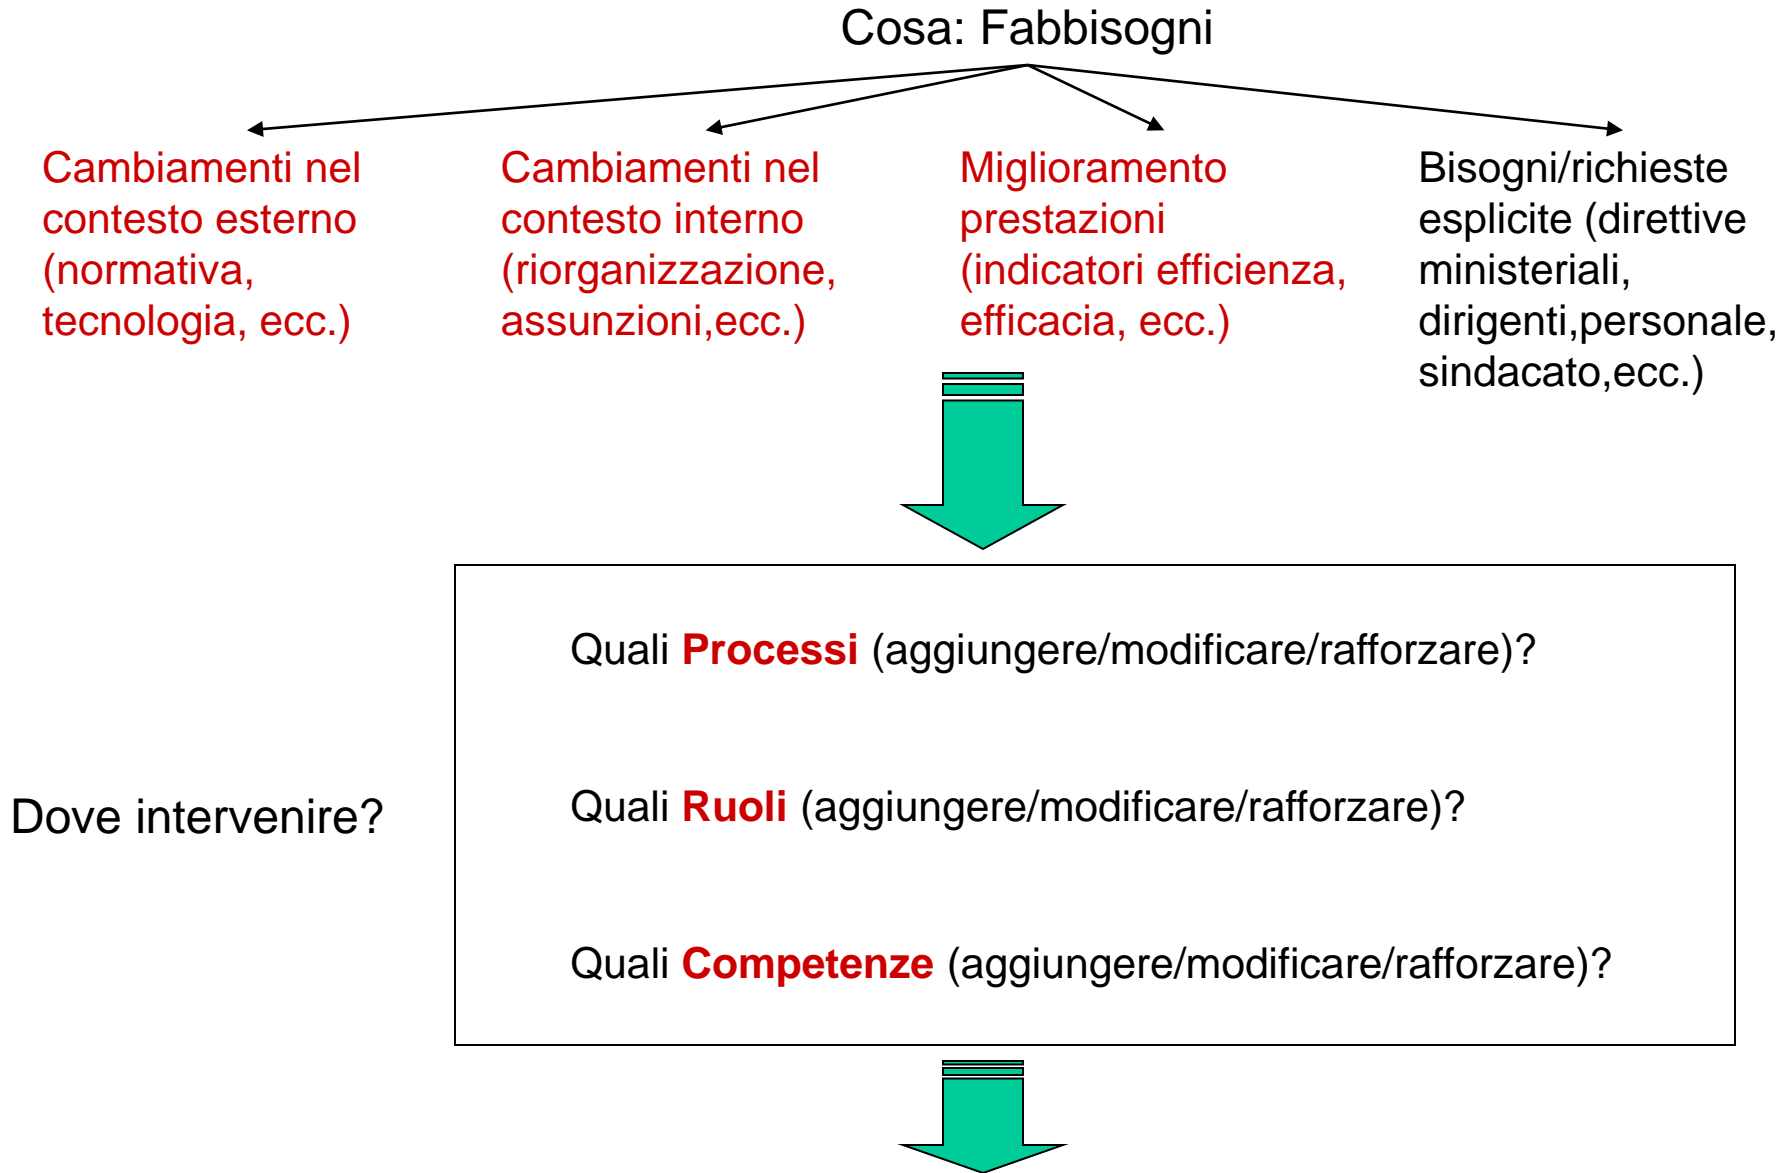 Cosa: Fabbisogni
Cambiamenti nel
contesto esterno
(normativa,
tecnologia, ecc.)
Cambiamenti nel
contesto interno
(riorganizzazione,
assunzioni,ecc.)
Miglioramento
prestazioni
(indicatori efficienza,
efficacia, ecc.)
Bisogni/richieste
esplicite (direttive
ministeriali,
dirigenti,personale,
sindacato,ecc.)
Quali Processi (aggiungere/modificare/rafforzare)?
Dove intervenire?
Quali Ruoli (aggiungere/modificare/rafforzare)?
Quali Competenze (aggiungere/modificare/rafforzare)?